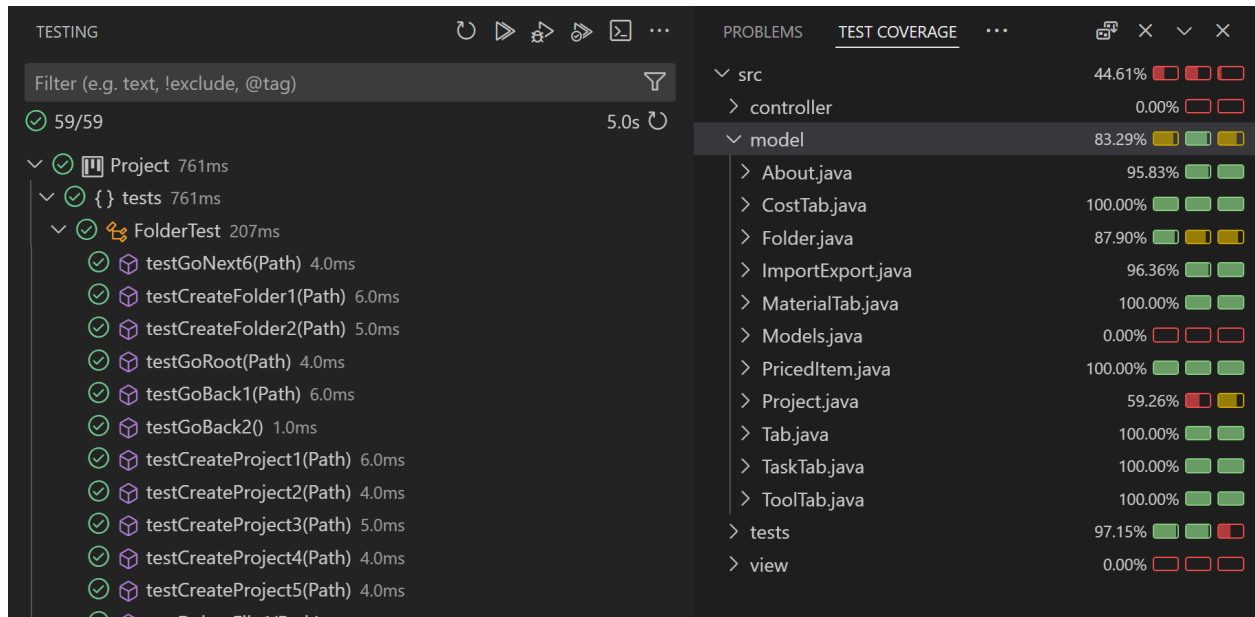 TESTING
Filter (e.g. text, !exclude, @tag)
59/59 5.0s
Project 761ms
{} tests 761ms
FolderTest 207ms
testGoNext6(Path) 4.0ms
testCreateFolder1(Path) 6.0ms
testCreateFolder2(Path) 5.0ms
testGoRoot(Path) 4.0ms
testGoBack1(Path) 6.0ms
testGoBack2() 1.0ms
testCreateProject1(Path) 6.0ms
testCreateProject2(Path) 4.0ms
testCreateProject3(Path) 5.0ms
testCreateProject4(Path) 4.0ms
testCreateProject5(Path) 4.0ms
PROBLEMS TEST COVERAGE
src 44.61%
controller 0.00%
model 83.29%
About.java 95.83%
CostTab.java 100.00%
Folder.java 87.90%
ImportExport.java 96.36%
MaterialTab.java 100.00%
Models.java 0.00%
PricedItem.java 100.00%
Project.java 59.26%
Tab.java 100.00%
TaskTab.java 100.00%
ToolTab.java 100.00%
tests 97.15%
view 0.00%